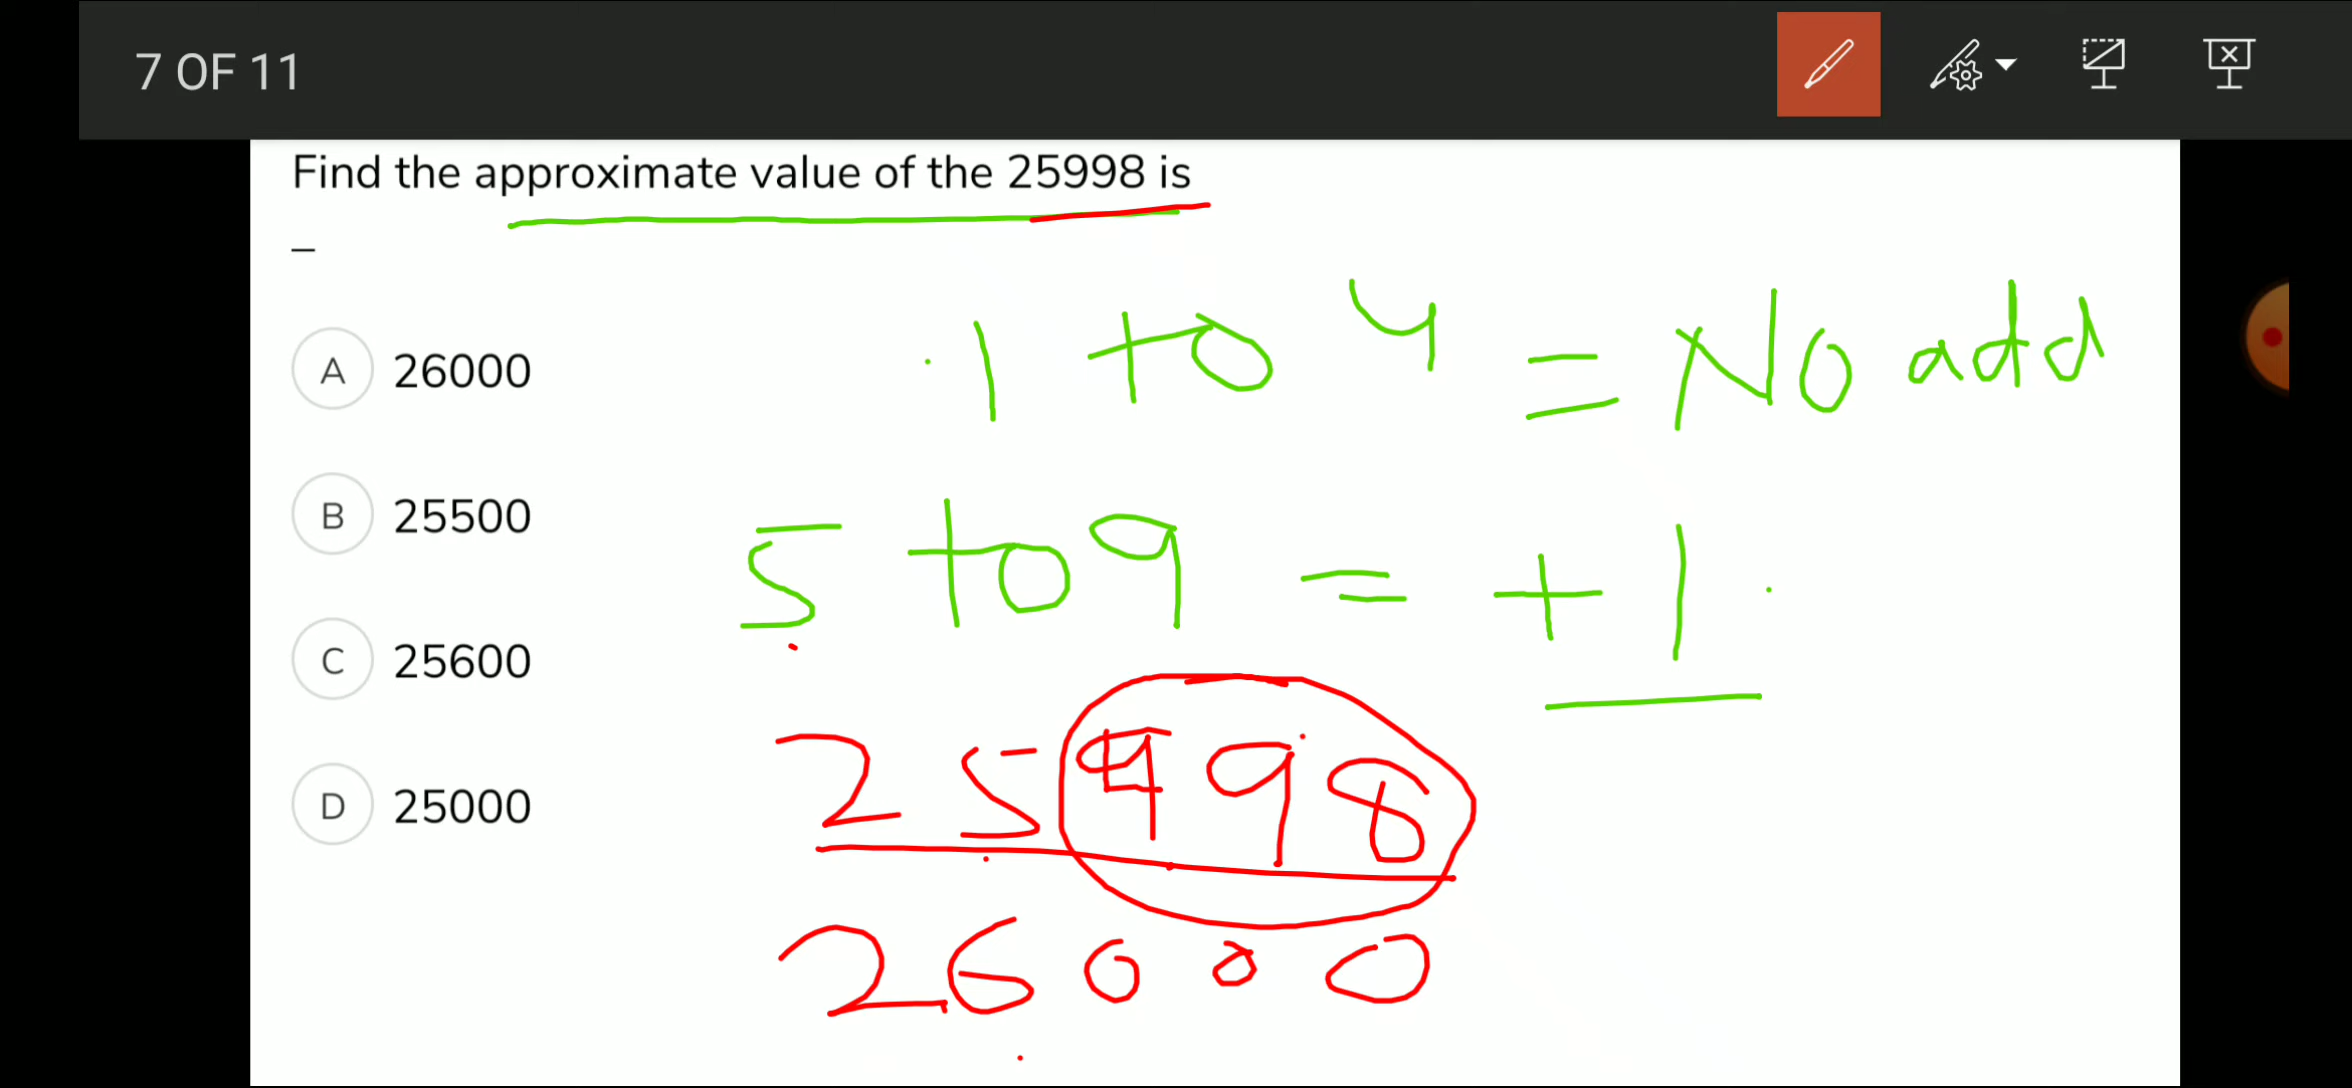 7 OF 11
Find the approximate value of the 25998 is
_
A 26000
B 25500
C 25600
D 25000
1 to 4 = No add
5 to 9 = + 1
25998
26000